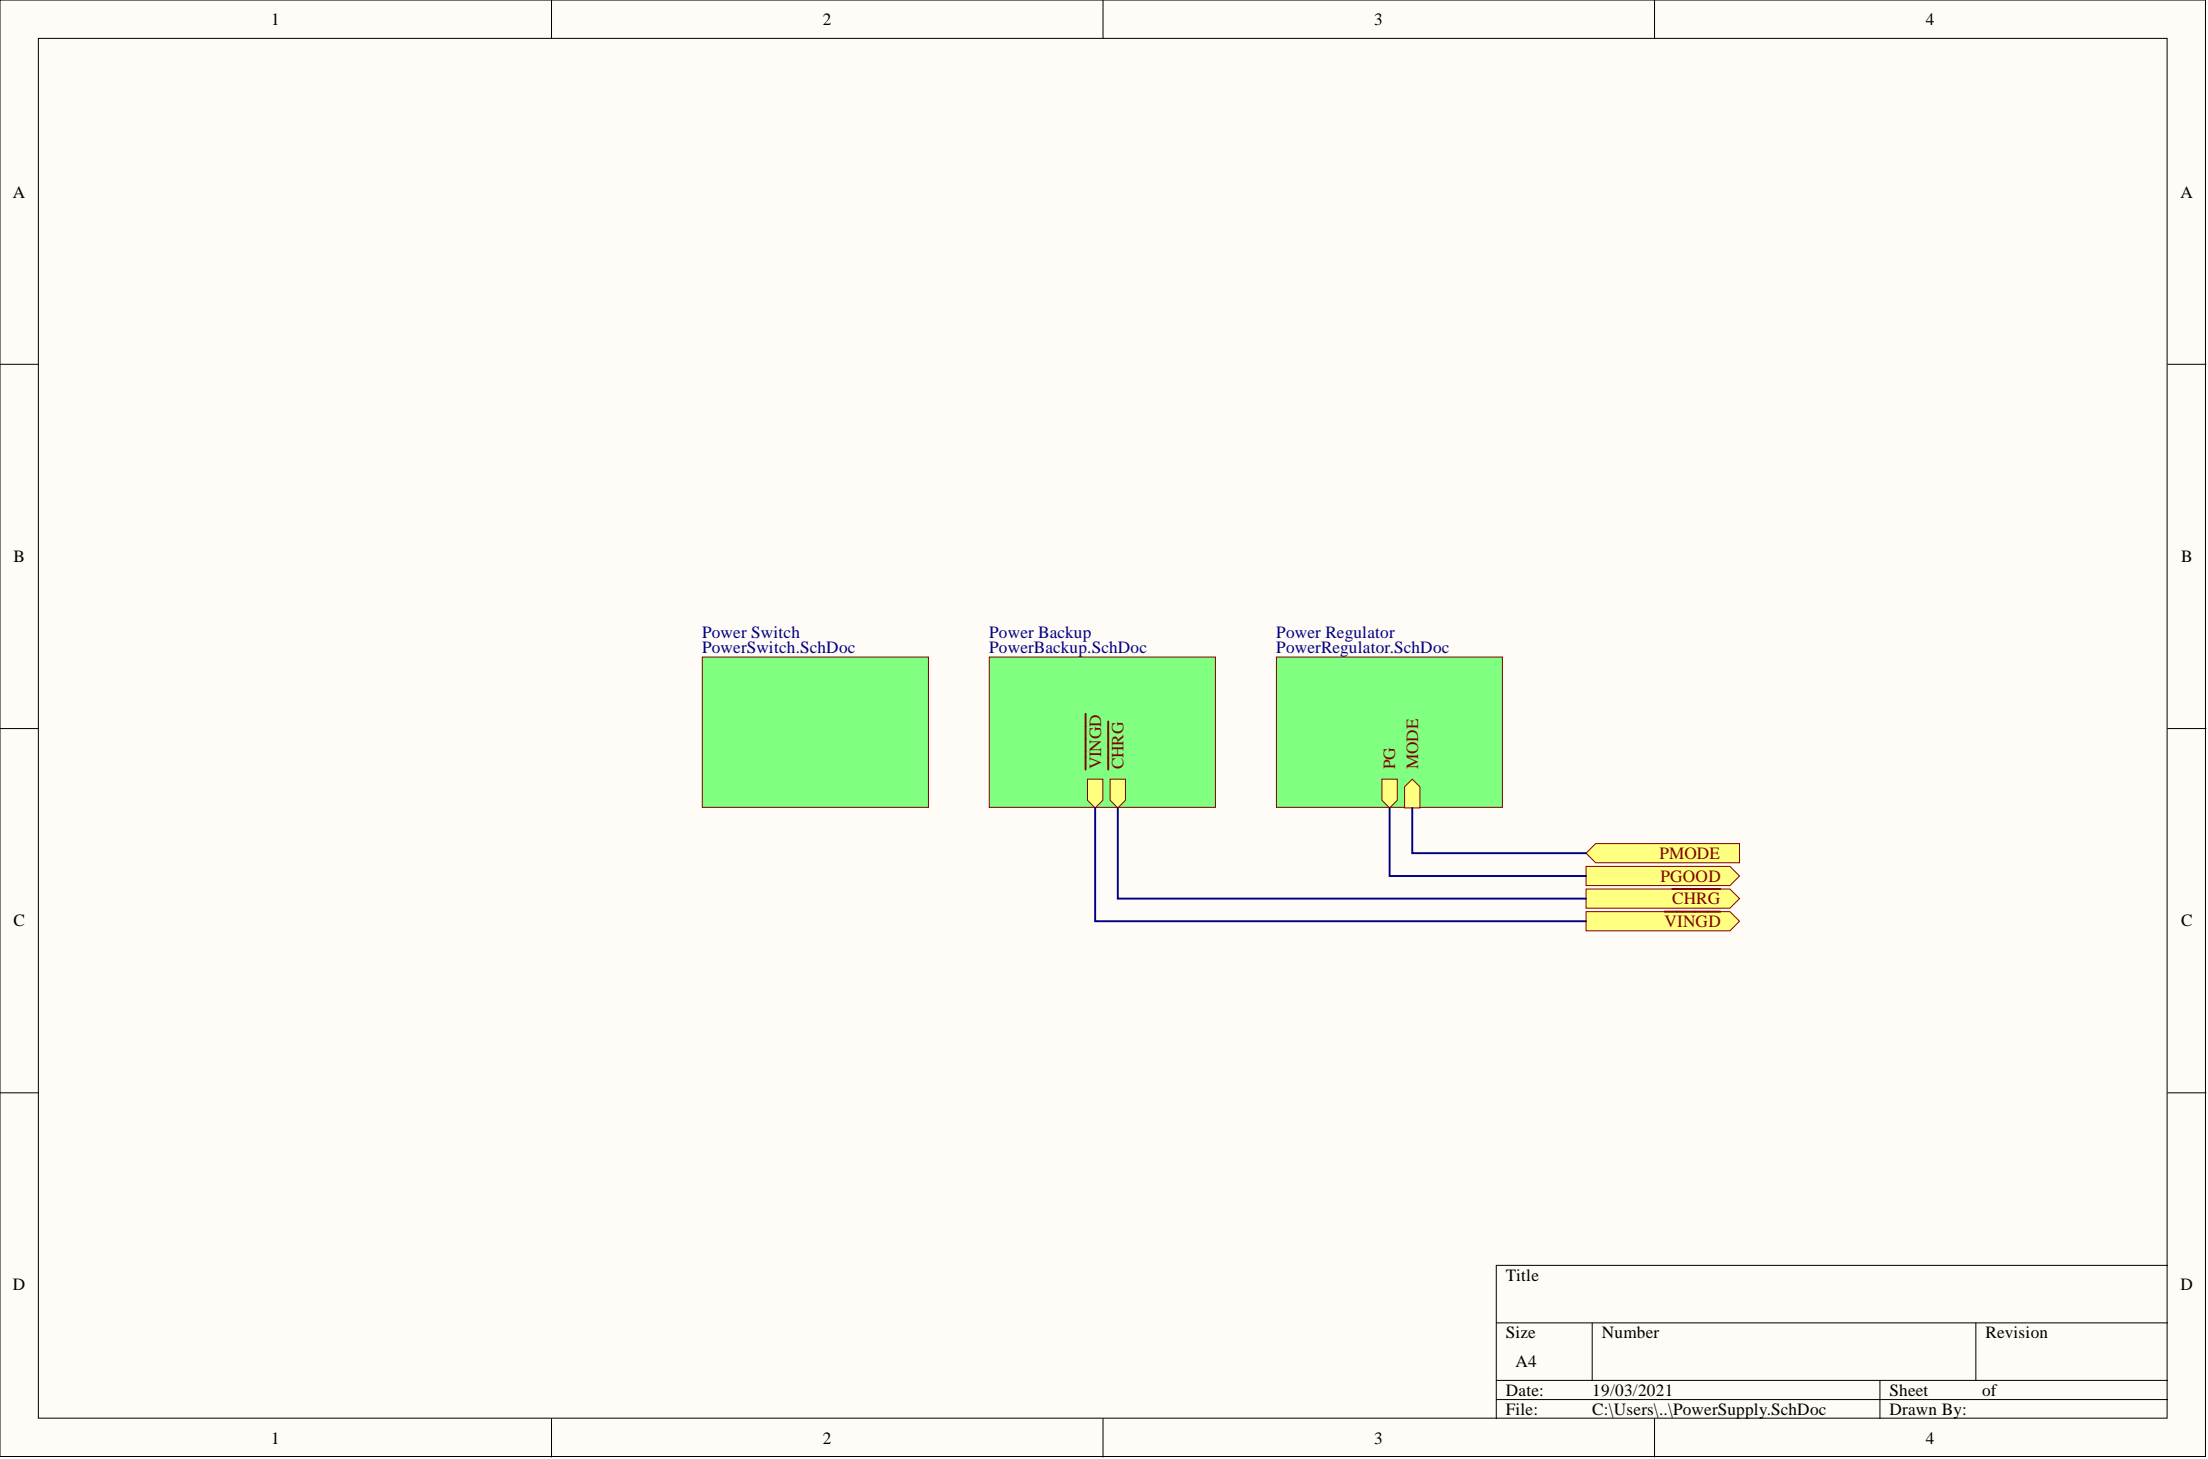 1 2 3 4
A A
B B
Power Switch
PowerSwitch.SchDoc
Power Backup
PowerBackup.SchDoc
Power Regulator
PowerRegulator.SchDoc
VINGD
CHRG
PG
MODE
PMODE
PGOOD
CHRG
VINGD
C C
D D
Title
Size Number Revision
A4
Date: 19/03/2021 Sheet of
File: C:\Users\..\PowerSupply.SchDoc Drawn By:
1 2 3 4